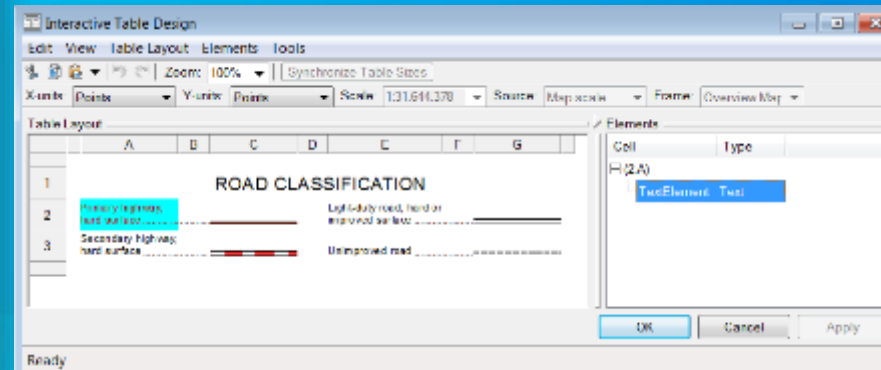 Interactive Table Design
Edit View Table Layout Elements Tools
Zoom: 100% Synchronize Table Sizes
X-units: Points Y-units: Points Scale: 1:31,644,378 Source: Map scale Frame: Overview Map
Table Layout
Elements
A B C D E F G
Cell Type
1 ROAD CLASSIFICATION
(2,A)
TextElement Text
2 Primary highway, hard surface
Light-duty road, hard or improved surface
3 Secondary highway, hard surface
Unimproved road
OK Cancel Apply
Ready